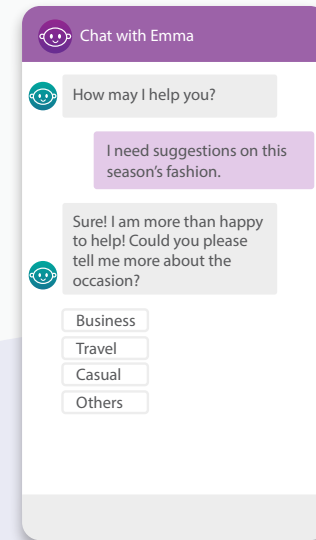 Chat with Emma
How may I help you?
I need suggestions on this
season’s fashion.
Sure! I am more than happy
to help! Could you please
tell me more about the
occasion?
Business
Travel
Casual
Others